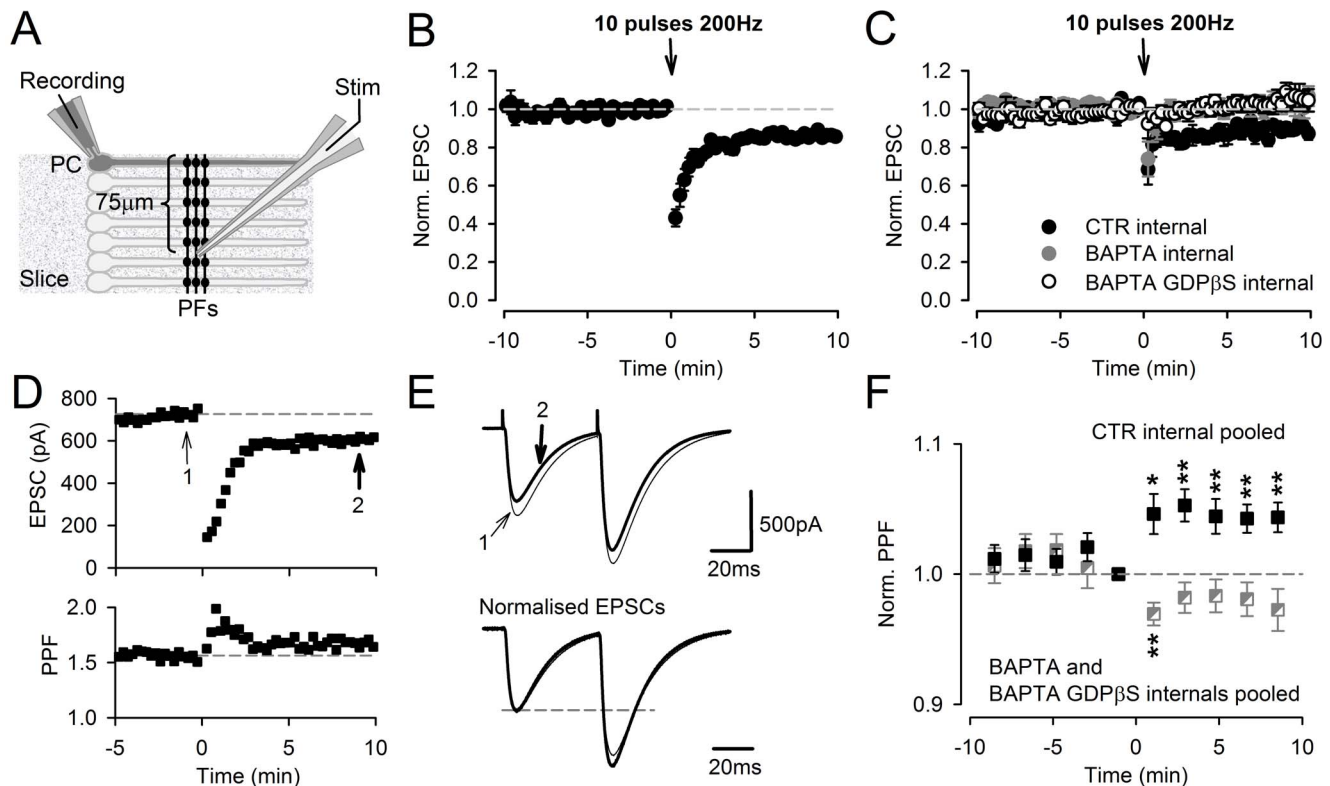 A
Recording
Stim
PC
75μm
Slice
PFs
B
10 pulses 200Hz
Norm. EPSC
1.2
1.0
0.8
0.6
0.4
0.2
0.0
-10
-5
0
5
10
Time (min)
C
10 pulses 200Hz
Norm. EPSC
1.2
1.0
0.8
0.6
0.4
0.2
0.0
CTR internal
BAPTA internal
BAPTA GDPβS internal
-10
-5
0
5
10
Time (min)
D
EPSC (pA)
800
600
400
200
0
1
2
PPF
2.0
1.5
1.0
-5
0
5
10
Time (min)
E
2
1
500pA
20ms
Normalised EPSCs
20ms
F
Norm. PPF
1.1
1.0
0.9
CTR internal pooled
*
**
**
**
**
**
BAPTA and
BAPTA GDPβS internals pooled
-10
-5
0
5
10
Time (min)